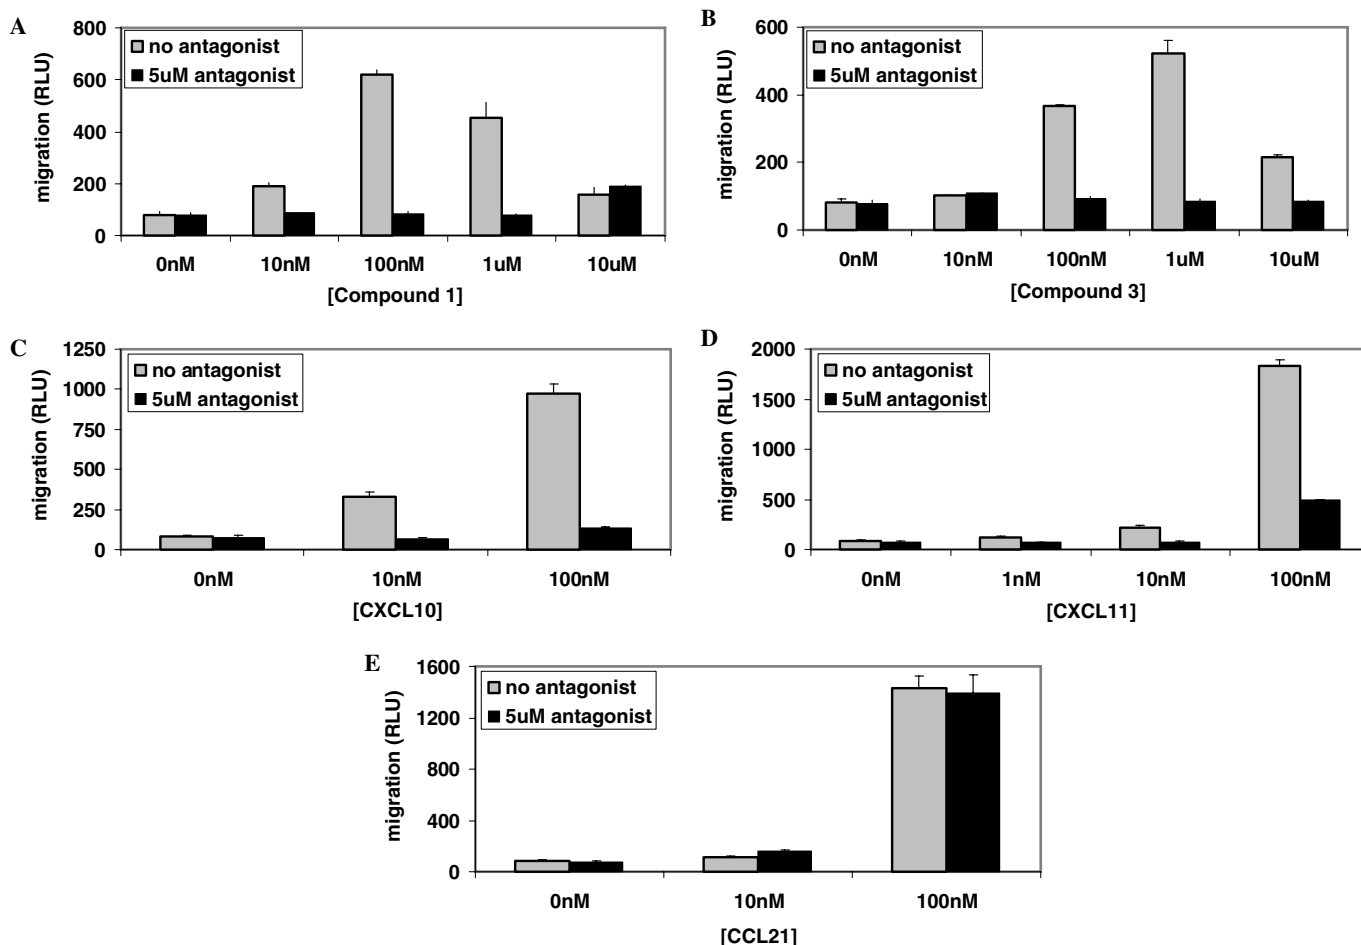 A
migration (RLU)
800
600
400
200
0
no antagonist
5uM antagonist
0nM 10nM 100nM 1uM 10uM
[Compound 1]
B
migration (RLU)
600
400
200
0
no antagonist
5uM antagonist
0nM 10nM 100nM 1uM 10uM
[Compound 3]
C
migration (RLU)
1250
1000
750
500
250
0
no antagonist
5uM antagonist
0nM 10nM 100nM
[CXCL10]
D
migration (RLU)
2000
1500
1000
500
0
no antagonist
5uM antagonist
0nM 1nM 10nM 100nM
[CXCL11]
E
migration (RLU)
1600
1200
800
400
0
no antagonist
5uM antagonist
0nM 10nM 100nM
[CCL21]